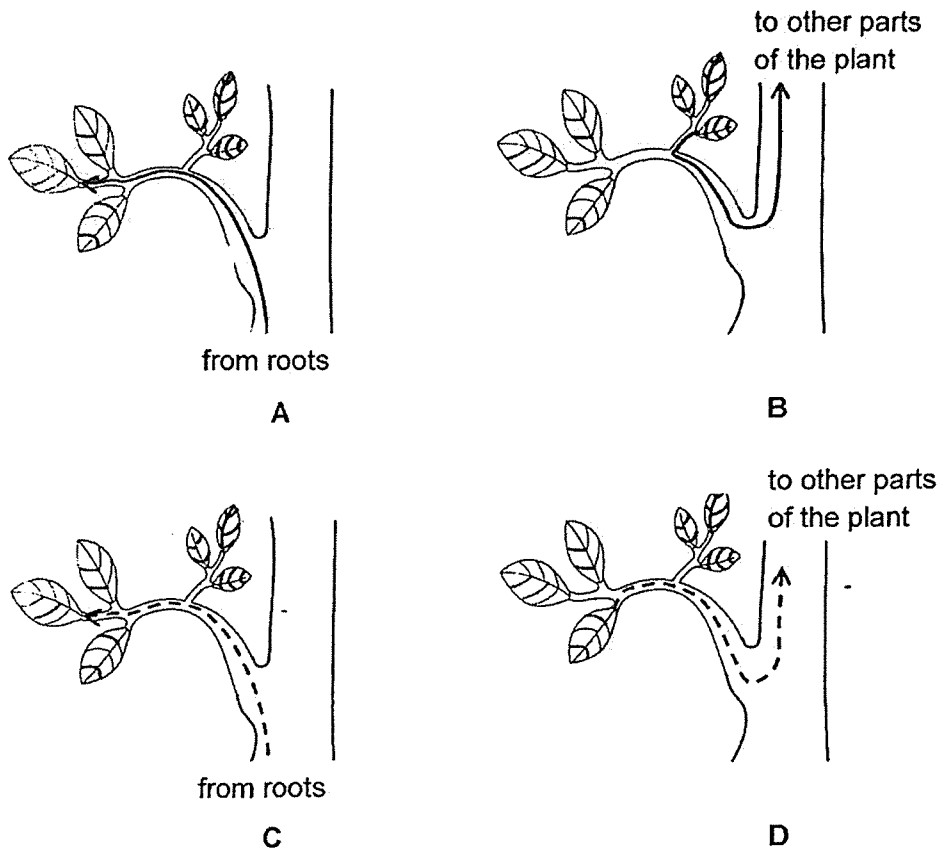 to other parts
of the plant
from roots
A
B
to other parts
of the plant
from roots
C
D